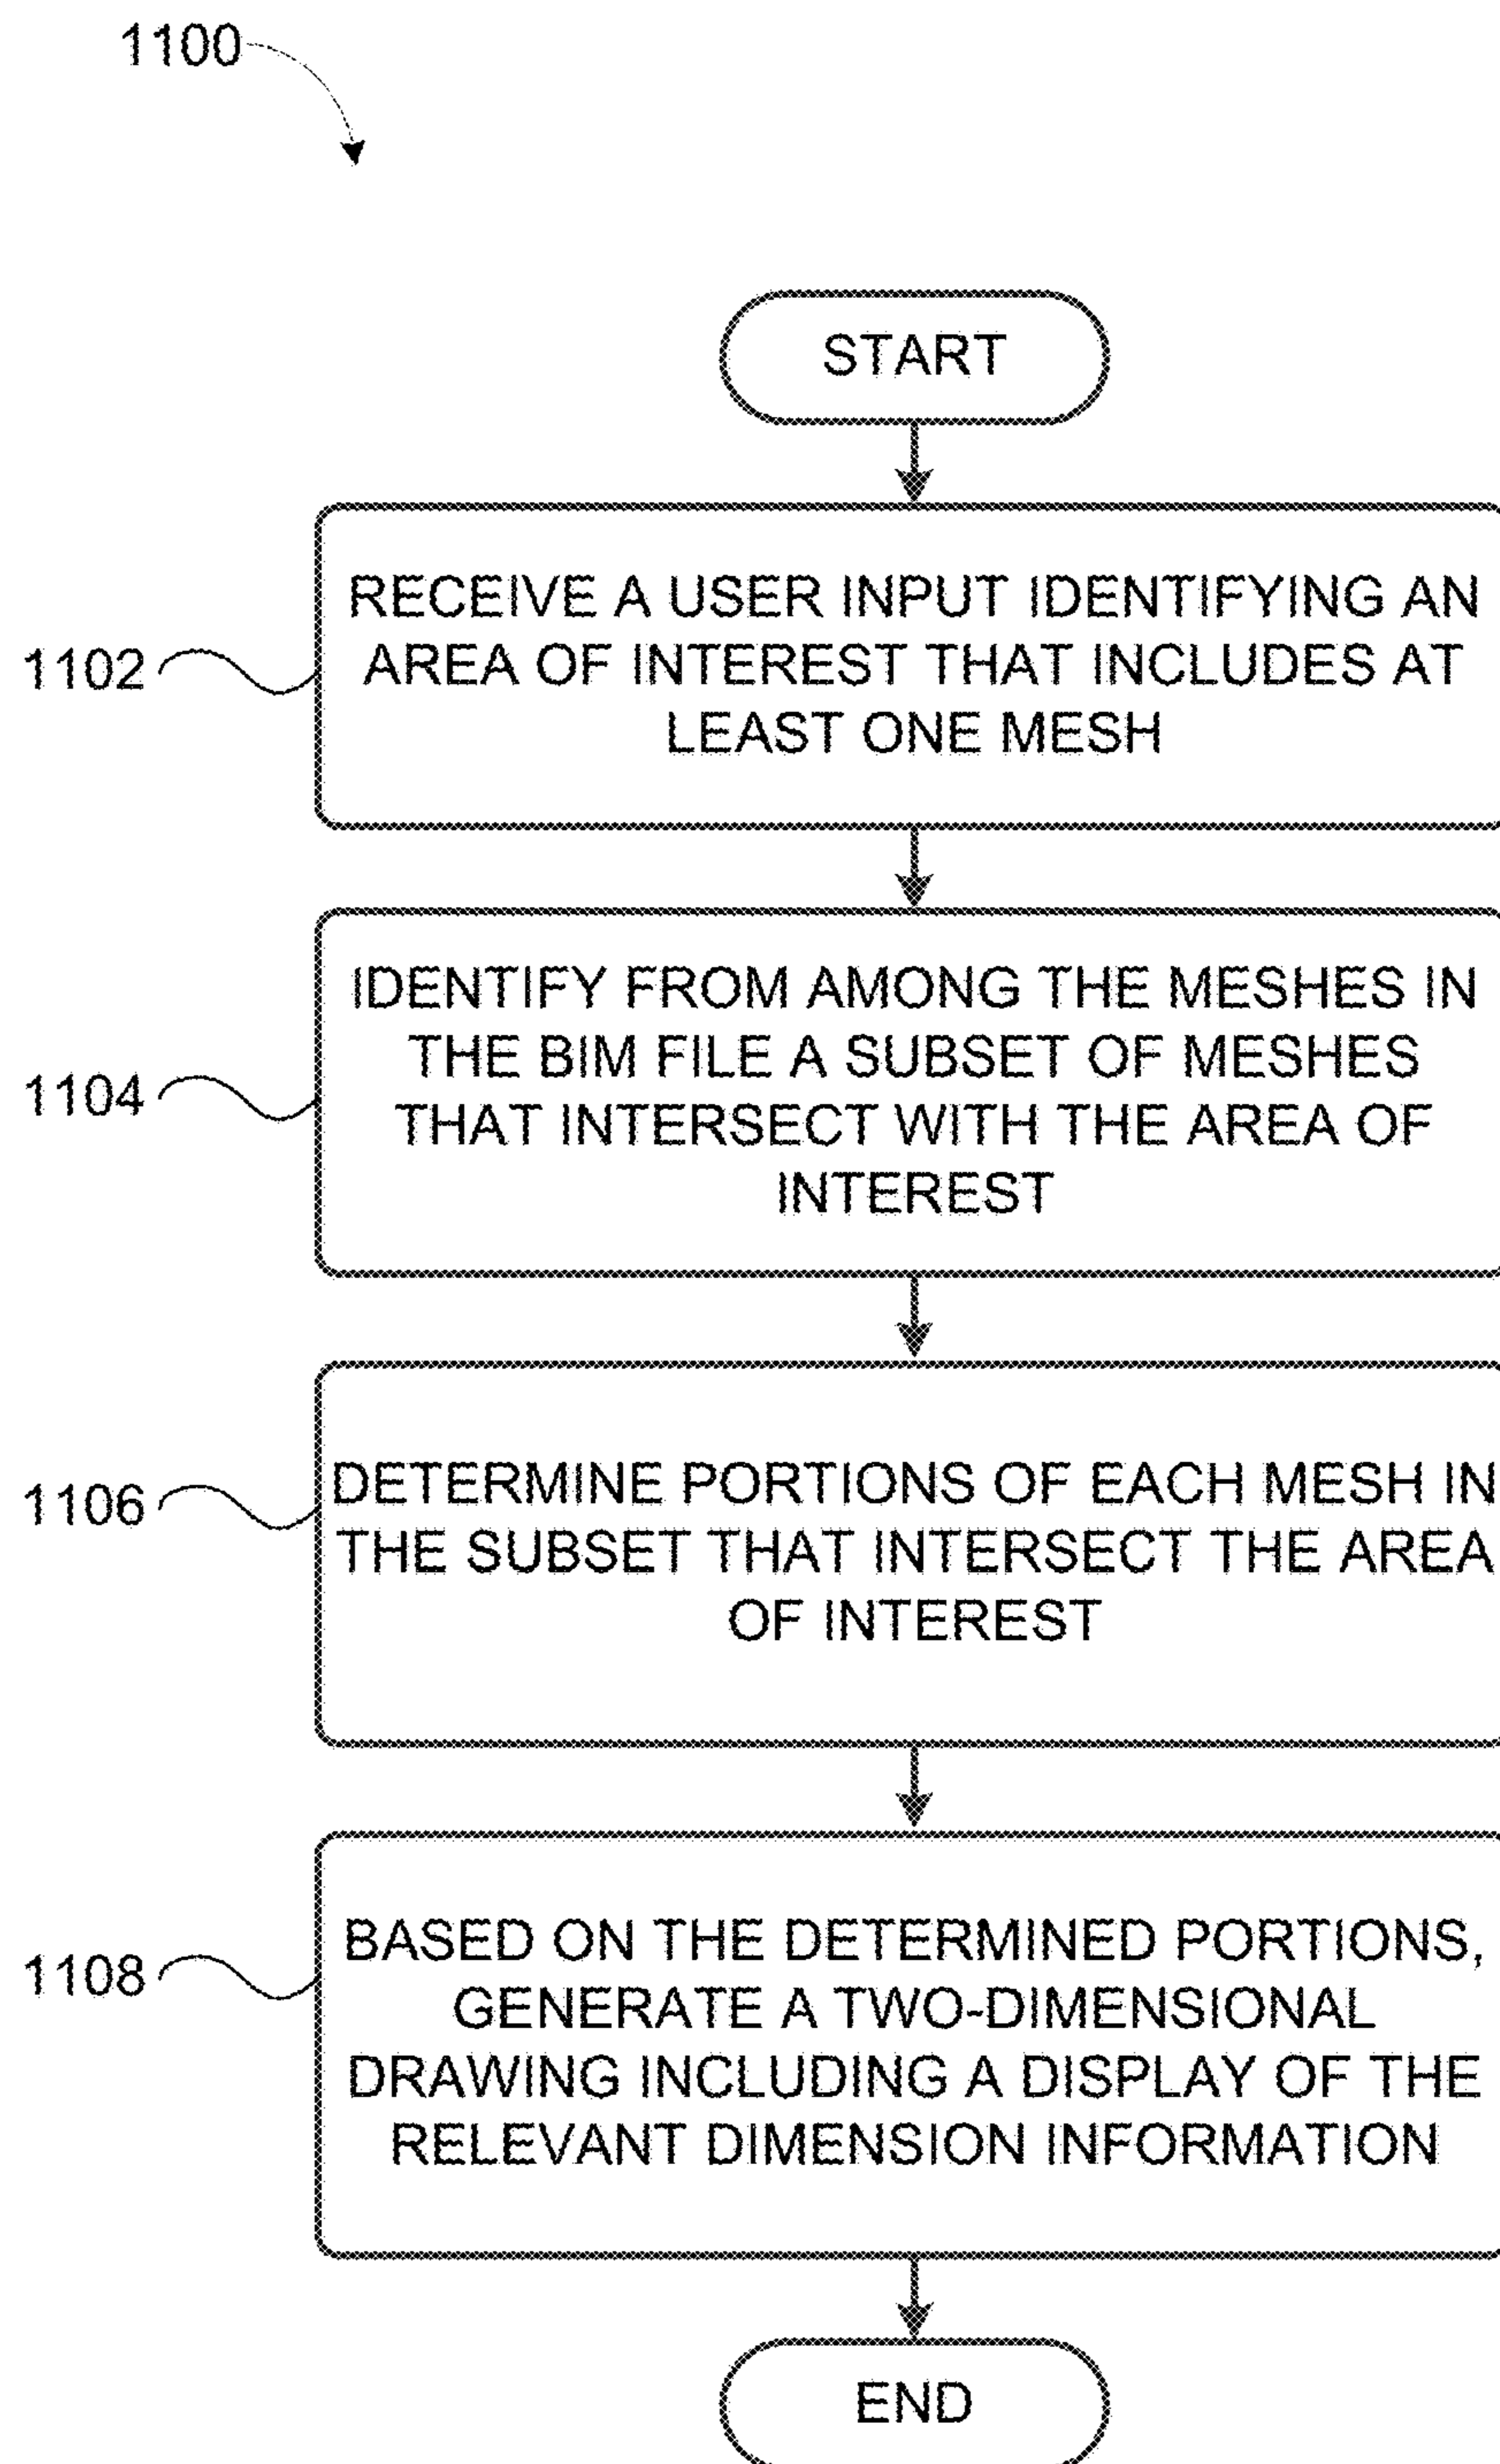 1100
START
RECEIVE A USER INPUT IDENTIFYING AN
AREA OF INTEREST THAT INCLUDES AT
LEAST ONE MESH
1102
IDENTIFY FROM AMONG THE MESHES IN
THE BIM FILE A SUBSET OF MESHES
THAT INTERSECT WITH THE AREA OF
INTEREST
1104
DETERMINE PORTIONS OF EACH MESH IN
THE SUBSET THAT INTERSECT THE AREA
OF INTEREST
1106
BASED ON THE DETERMINED PORTIONS,
GENERATE A TWO-DIMENSIONAL
DRAWING INCLUDING A DISPLAY OF THE
RELEVANT DIMENSION INFORMATION
1108
END